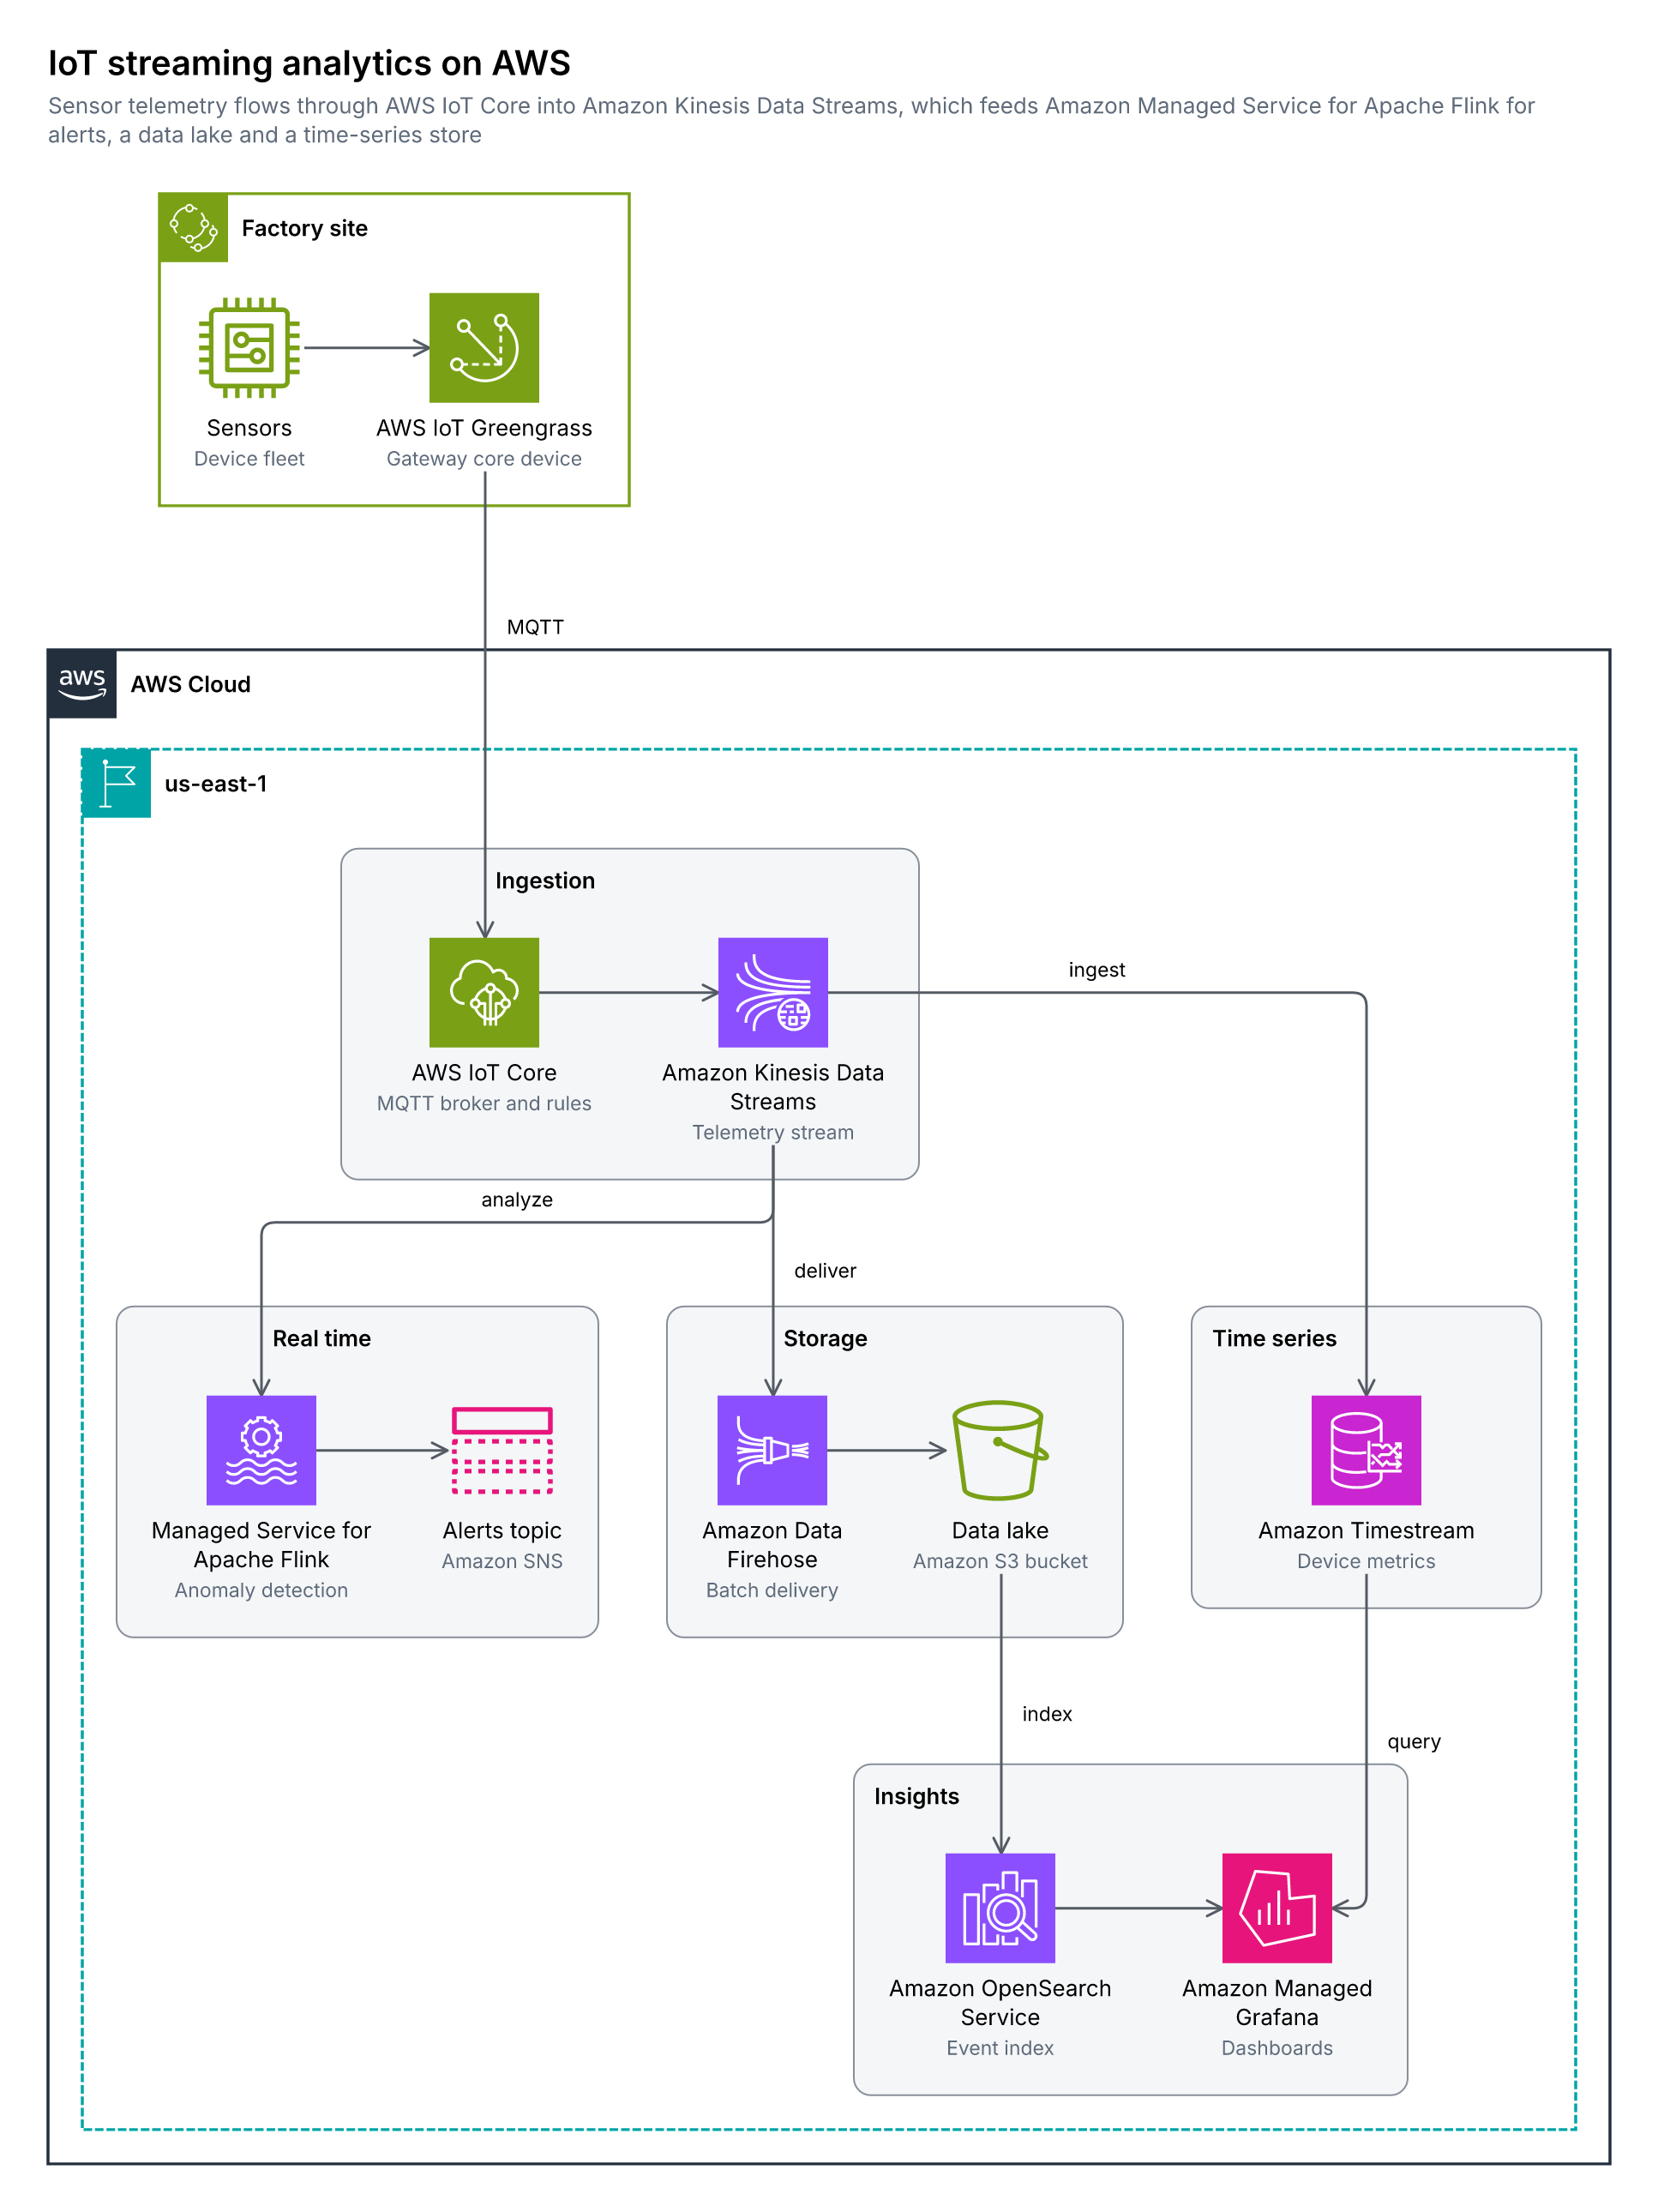 IoT streaming analytics on AWS
Sensor telemetry flows through AWS IoT Core into Amazon Kinesis Data Streams, which feeds Amazon Managed Service for Apache Flink for
alerts, a data lake and a time-series store
Factory site
Sensors
Device fleet
AWS IoT Greengrass
Gateway core device
MQTT
aws
AWS Cloud
us-east-1
Ingestion
AWS IoT Core
MQTT broker and rules
Amazon Kinesis Data
Streams
Telemetry stream
ingest
analyze
deliver
Real time
Managed Service for
Apache Flink
Anomaly detection
Alerts topic
Amazon SNS
Storage
Amazon Data
Firehose
Batch delivery
Data lake
Amazon S3 bucket
Time series
Amazon Timestream
Device metrics
index
query
Insights
Amazon OpenSearch
Service
Event index
Amazon Managed
Grafana
Dashboards